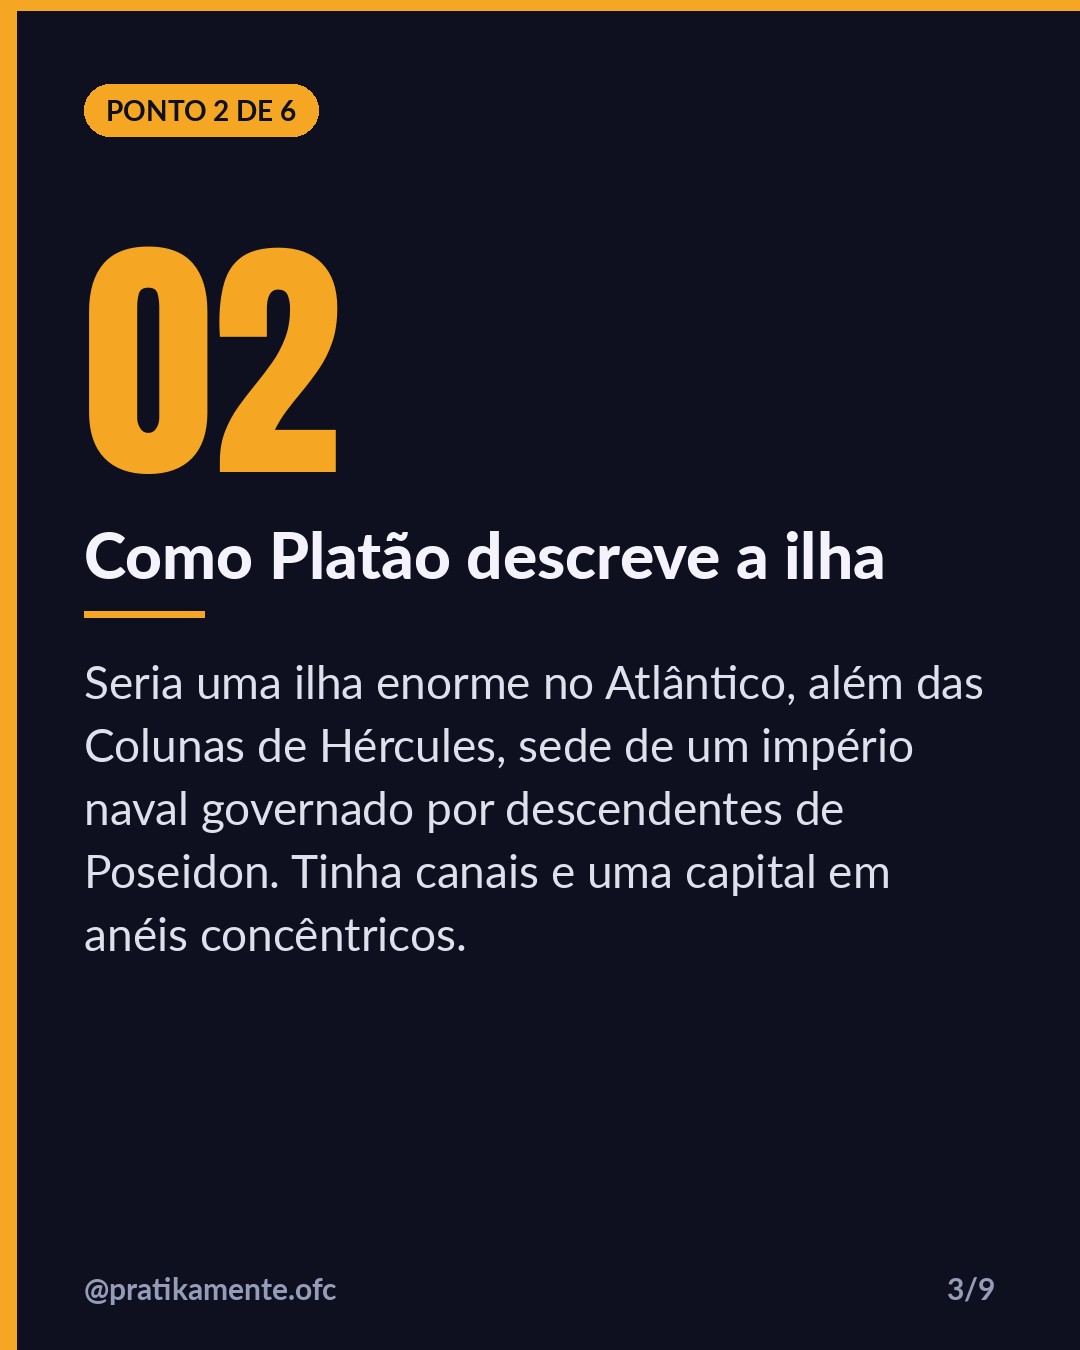 PONTO 2 DE 6
02
Como Platão descreve a ilha
Seria uma ilha enorme no Atlântico, além das
Colunas de Hércules, sede de um império
naval governado por descendentes de
Poseidon. Tinha canais e uma capital em
anéis concêntricos.
@pratikamente.ofc
3/9